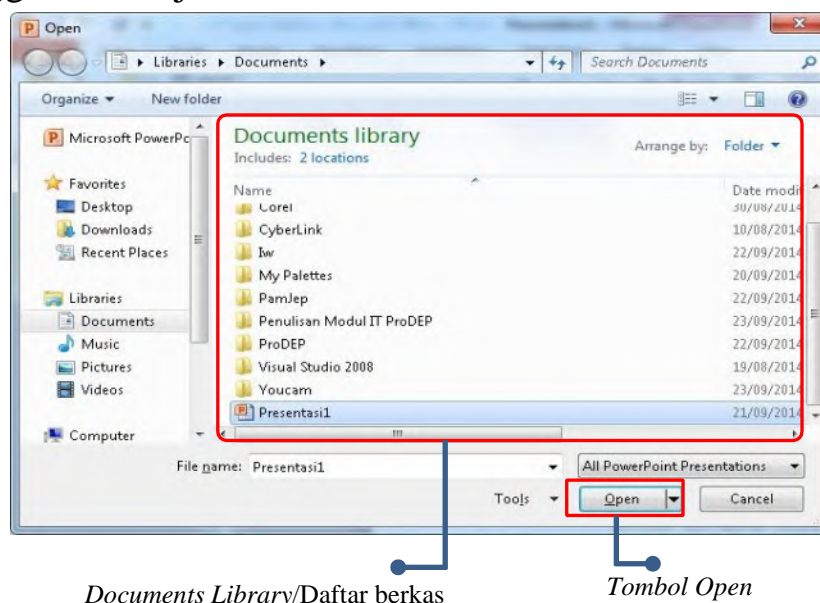 Open
Libraries Documents Search Documents
Organize New folder
Microsoft PowerPc
Favorites
Desktop
Downloads
Recent Places
Libraries
Documents
Music
Pictures
Videos
Computer
Documents library
Includes: 2 locations
Arrange by: Folder
Name Date modif
Corel 30/08/2014
CyberLink 10/08/2014
Iw 22/09/2014
My Palettes 20/09/2014
PamJep 22/09/2014
Penulisan Modul IT ProDEP 23/09/2014
ProDEP 22/09/2014
Visual Studio 2008 19/08/2014
Youcam 23/09/2014
Presentasi1 21/09/2014
File name: Presentasi1 All PowerPoint Presentations
Tools Open Cancel
Documents Library/Daftar berkas
Tombol Open